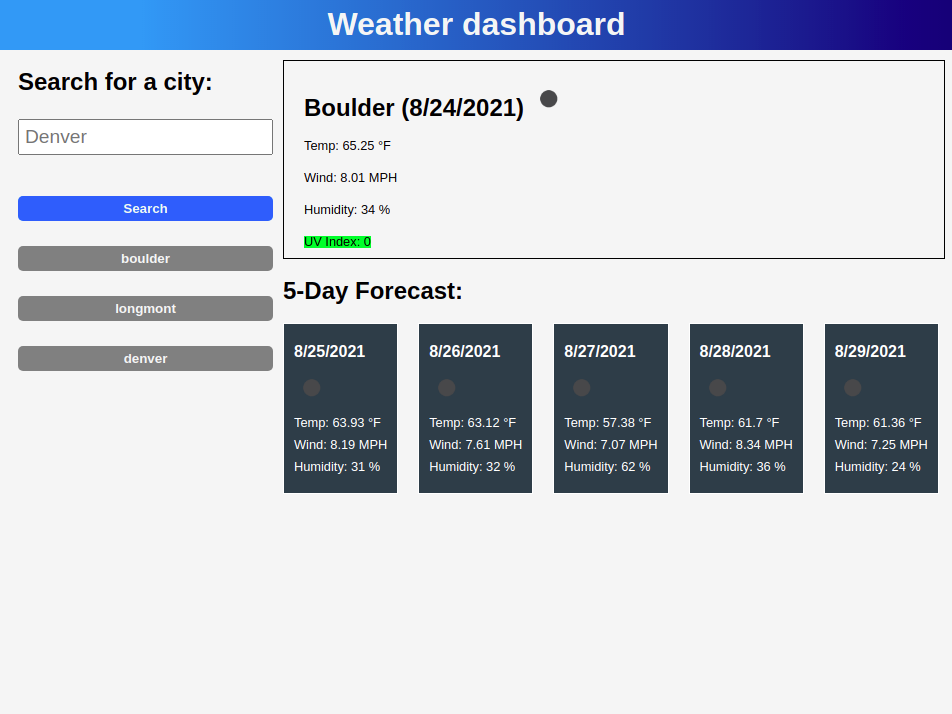 Weather dashboard
Search for a city:
Denver
Search
boulder
longmont
denver
Boulder (8/24/2021)
Temp: 65.25 °F
Wind: 8.01 MPH
Humidity: 34 %
UV Index: 0
5-Day Forecast:
8/25/2021
Temp: 63.93 °F
Wind: 8.19 MPH
Humidity: 31 %
8/26/2021
Temp: 63.12 °F
Wind: 7.61 MPH
Humidity: 32 %
8/27/2021
Temp: 57.38 °F
Wind: 7.07 MPH
Humidity: 62 %
8/28/2021
Temp: 61.7 °F
Wind: 8.34 MPH
Humidity: 36 %
8/29/2021
Temp: 61.36 °F
Wind: 7.25 MPH
Humidity: 24 %